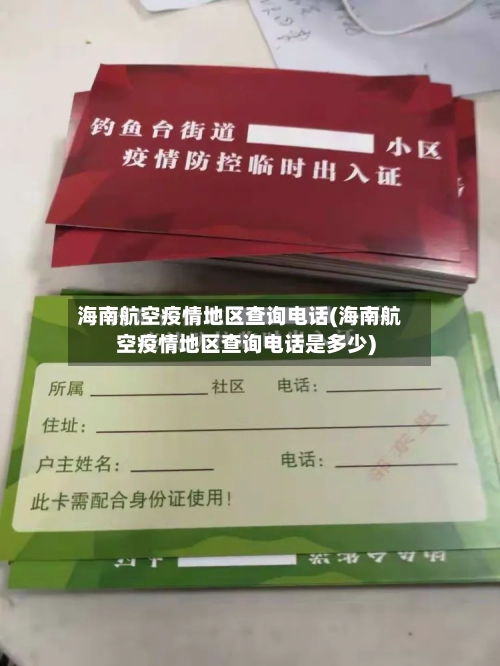 钓鱼台街道 小区
疫情防控临时出入证
海南航空疫情地区查询电话(海南航
空疫情地区查询电话是多少)
所属 社区 电话：
住址：
户主姓名： 电话：
此卡需配合身份证使用！